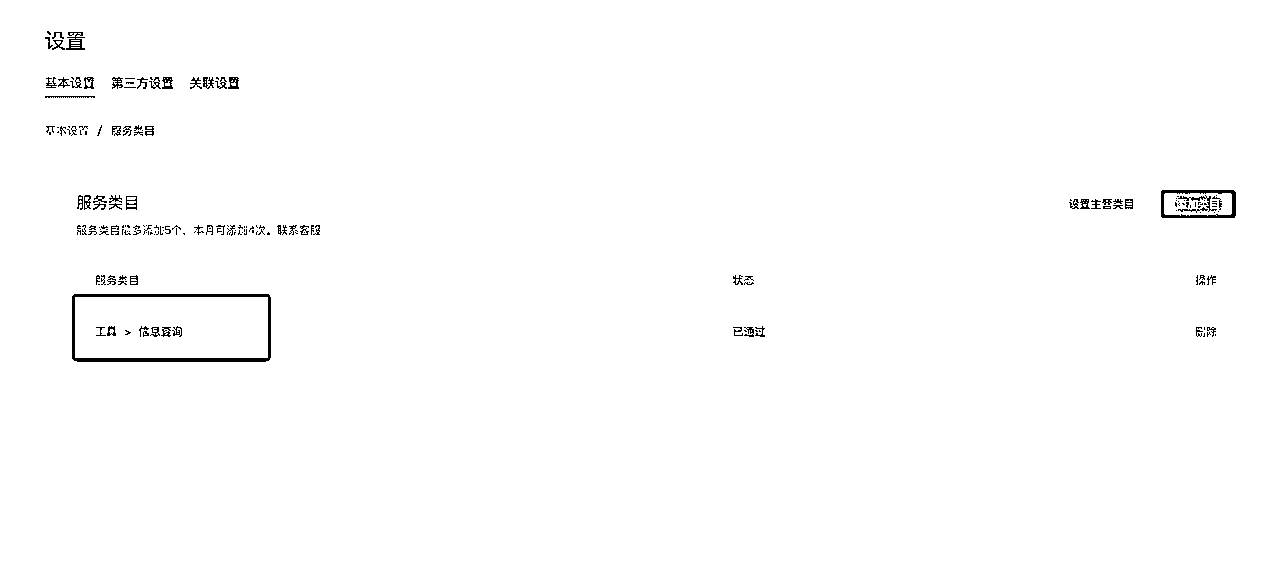 设置
基本设置 第三方设置 关联设置
基本设置 / 服务类目
服务类目
设置主营类目 添加类目
服务类目最多添加5个，本月可添加4次。联系客服
服务类目 状态 操作
工具 > 信息查询 已通过 删除